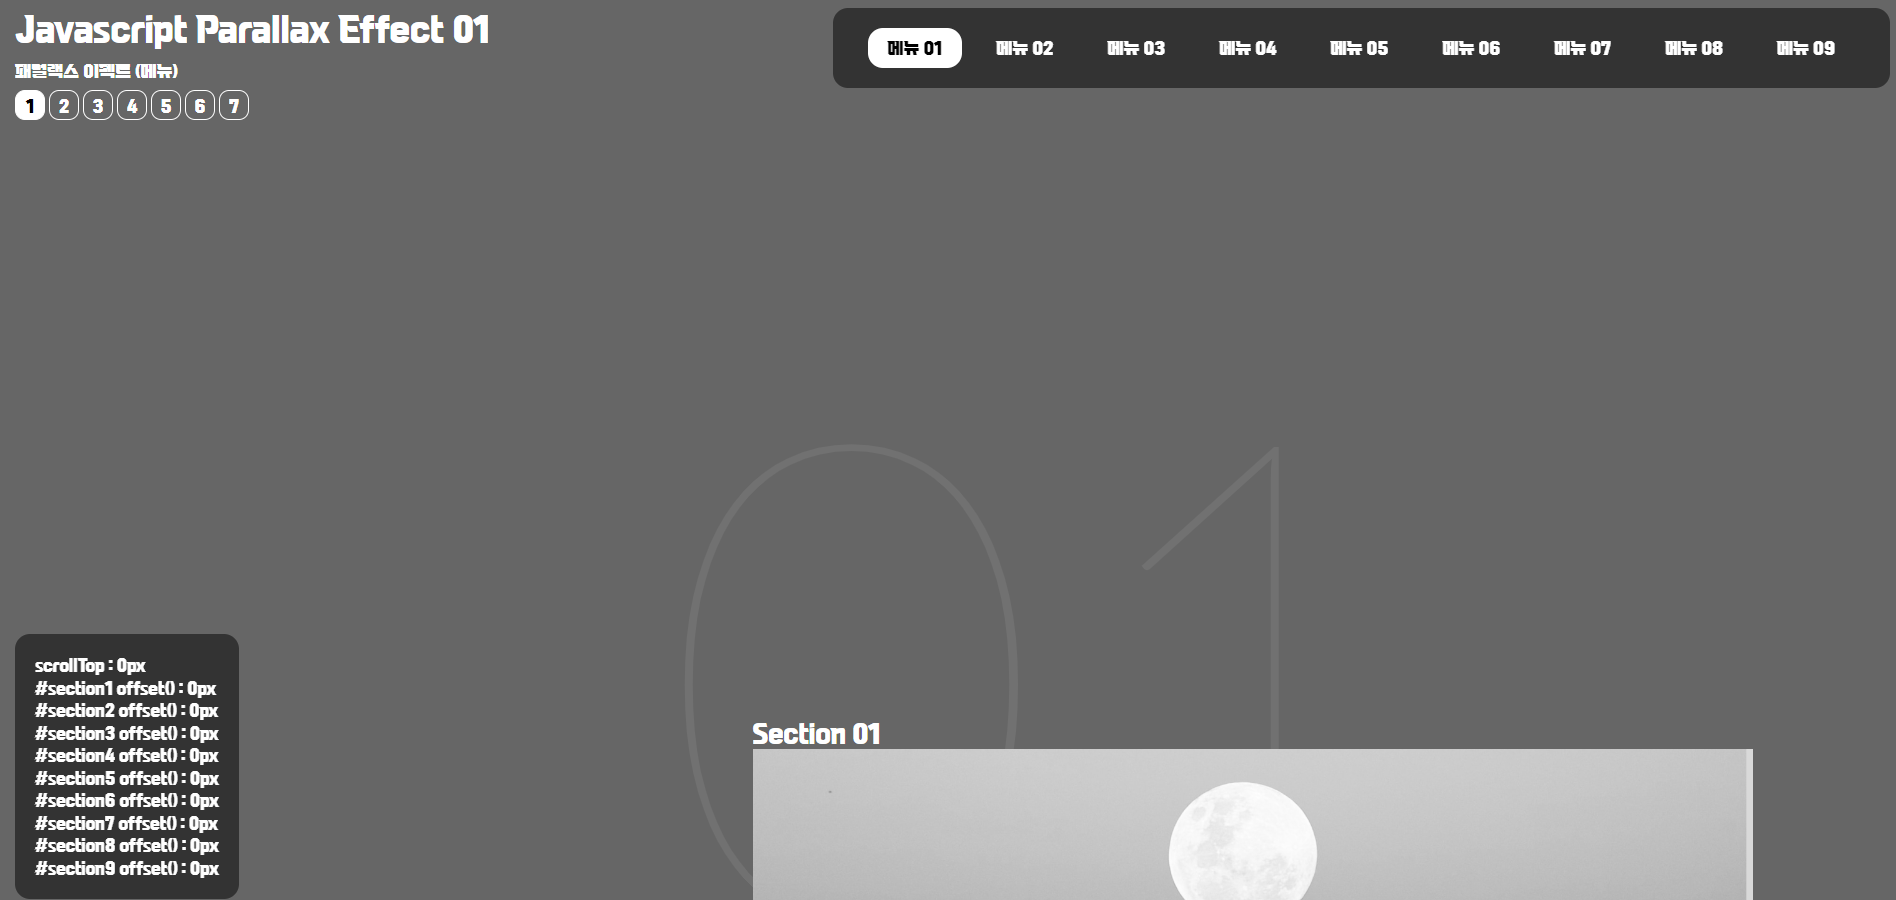 Javascript Parallax Effect 01
패럴랙스 이펙트 (메뉴)
1 2 3 4 5 6 7
메뉴 01 메뉴 02 메뉴 03 메뉴 04 메뉴 05 메뉴 06 메뉴 07 메뉴 08 메뉴 09
01
Section 01
scrollTop : 0px
#section1 offset() : 0px
#section2 offset() : 0px
#section3 offset() : 0px
#section4 offset() : 0px
#section5 offset() : 0px
#section6 offset() : 0px
#section7 offset() : 0px
#section8 offset() : 0px
#section9 offset() : 0px